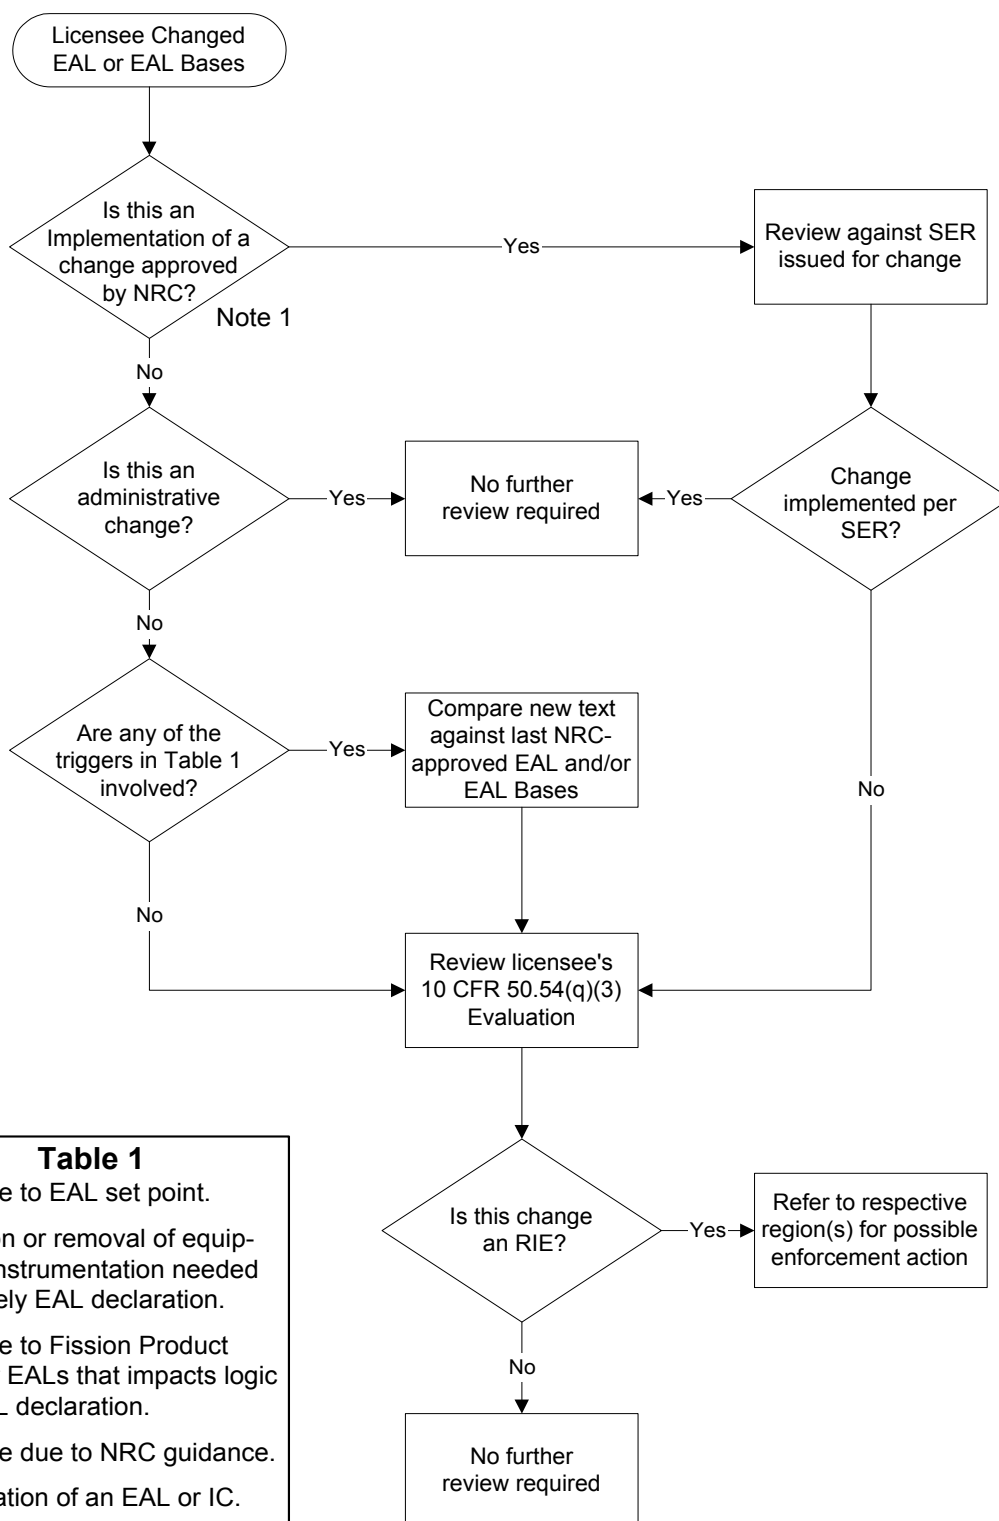 Licensee Changed
EAL or EAL Bases
Is this an
Implementation of a
change approved
by NRC?
Note 1
Yes
Review against SER
issued for change
No
Is this an
administrative
change?
Yes
No further
review required
Yes
Change
implemented per
SER?
No
Are any of the
triggers in Table 1
involved?
Yes
Compare new text
against last NRC-
approved EAL and/or
EAL Bases
No
No
Review licensee's
10 CFR 50.54(q)(3)
Evaluation
Is this change
an RIE?
Yes
Refer to respective
region(s) for possible
enforcement action
No
No further
review required
Table 1
to EAL set point.
or removal of equip-
needed
EAL declaration.
to Fission Product
EALs that impacts logic
declaration.
due to NRC guidance.
of an EAL or IC.